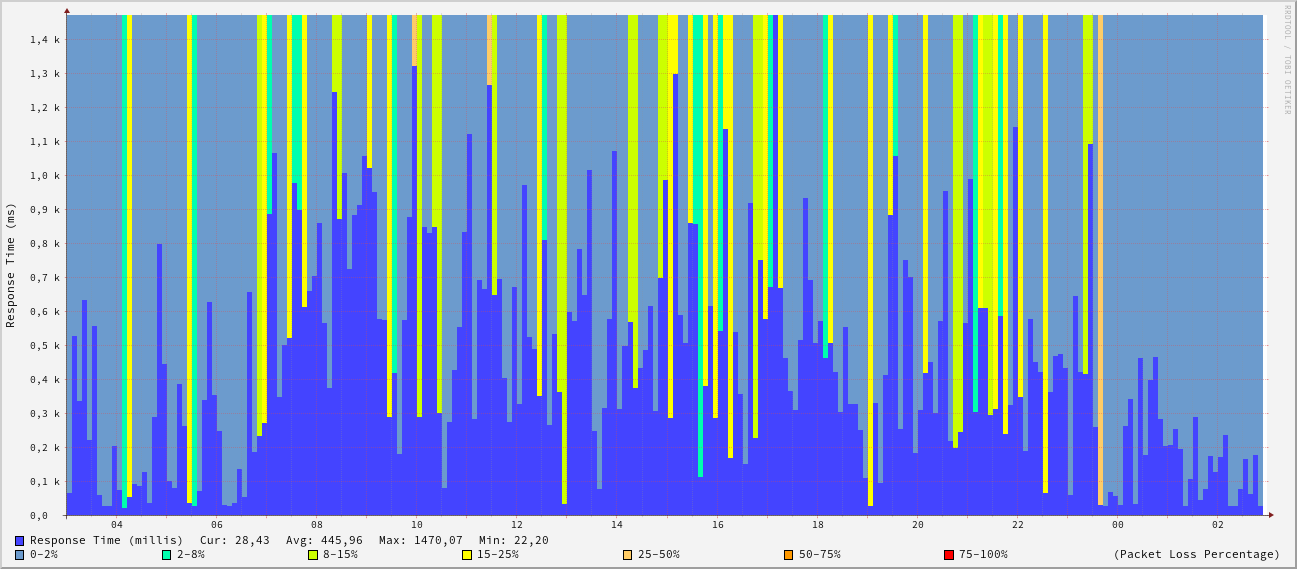 RRDTOOL / TOBI OETIKER
Response Time (ms)
1,4 k
1,3 k
1,2 k
1,1 k
1,0 k
0,9 k
0,8 k
0,7 k
0,6 k
0,5 k
0,4 k
0,3 k
0,2 k
0,1 k
0,0
04 06 08 10 12 14 16 18 20 22 00 02
Response Time (millis) Cur: 28,43 Avg: 445,96 Max: 1470,07 Min: 22,20
0-2% 2-8% 8-15% 15-25% 25-50% 50-75% 75-100% (Packet Loss Percentage)